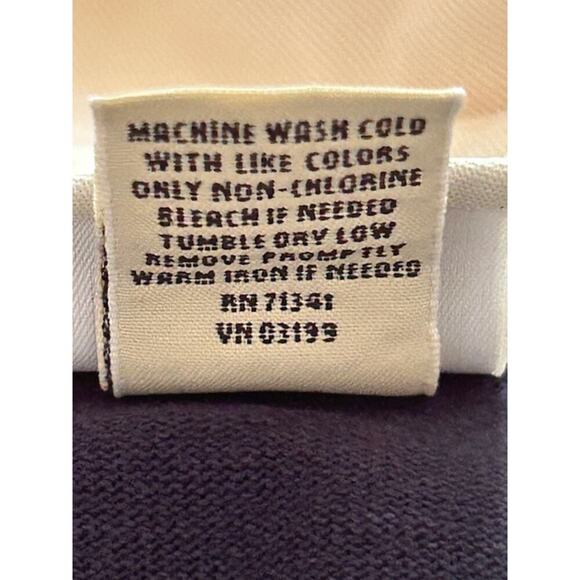 MACHINE WASH COLD
WITH LIKE COLORS
ONLY NON-CHLORINE
BLEACH IF NEEDED
TUMBLE DRY LOW
REMOVE PROMPTLY
WARM IRON IF NEEDED
RN 71341
VN 03199